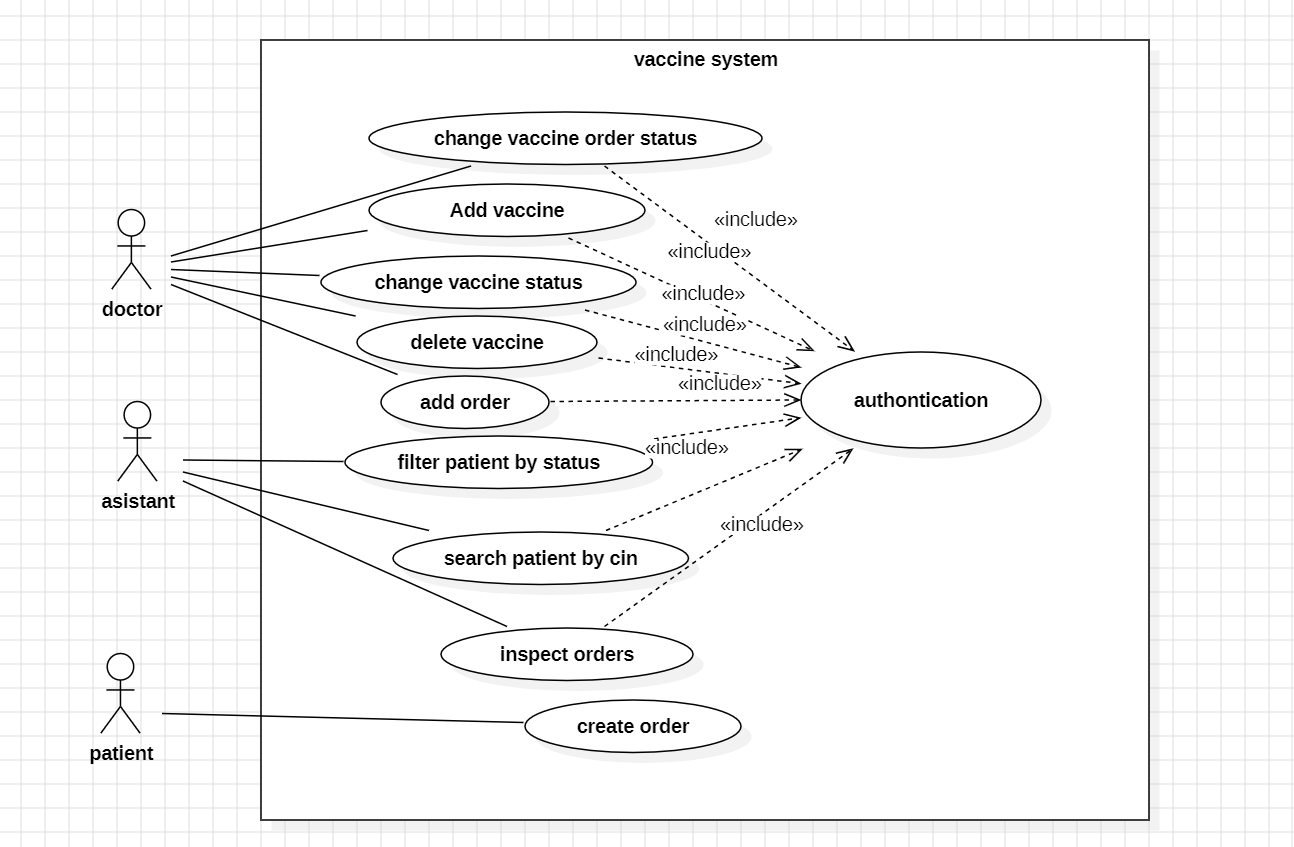 vaccine system
change vaccine order status
Add vaccine
«include»
«include»
change vaccine status
«include»
doctor
«include»
delete vaccine
«include»
«include»
add order
authontication
filter patient by status
«include»
asistant
«include»
search patient by cin
inspect orders
create order
patient